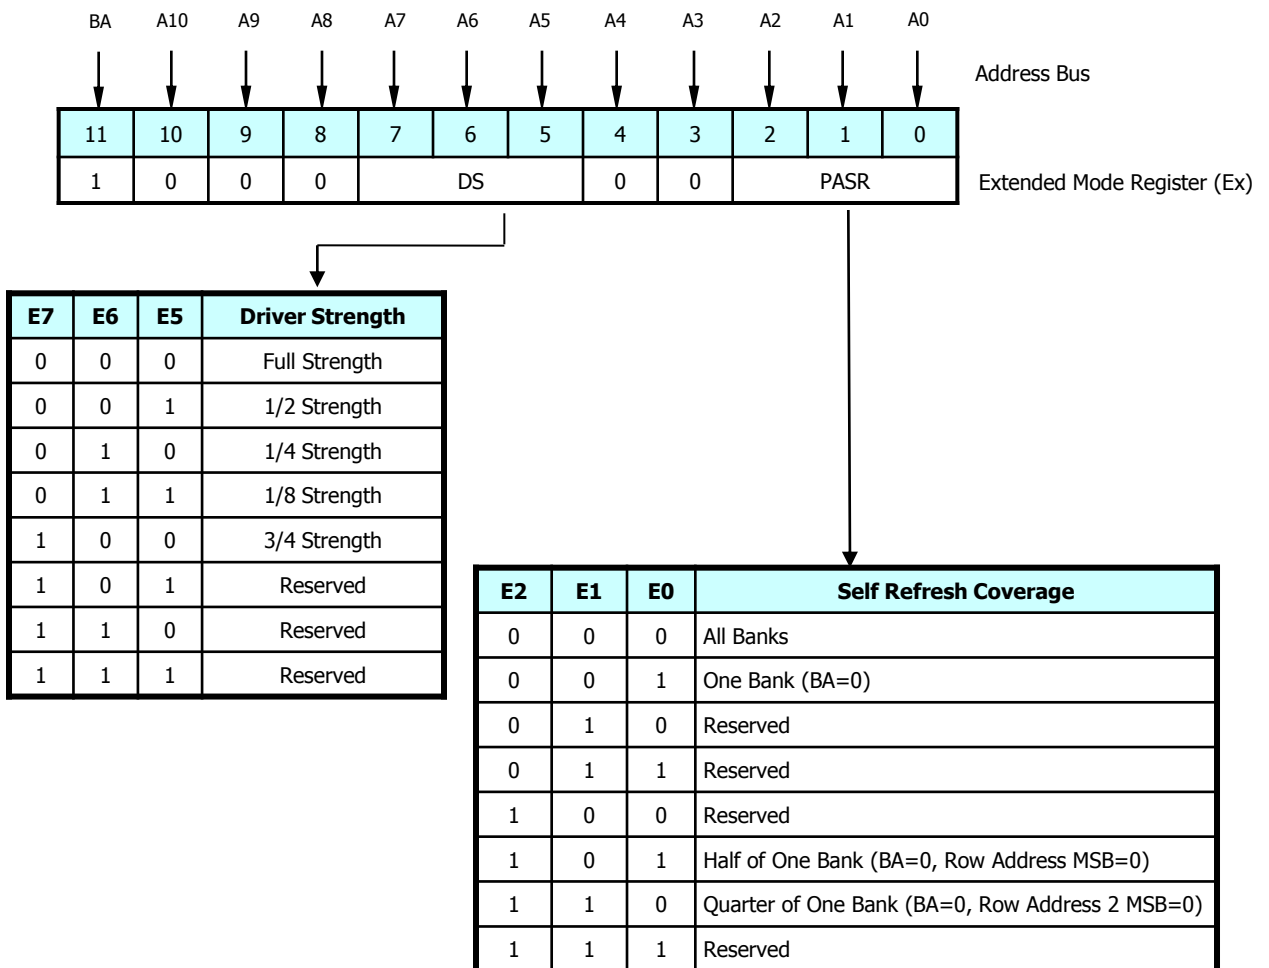 BA A10 A9 A8 A7 A6 A5 A4 A3 A2 A1 A0
Address Bus
11 10 9 8 7 6 5 4 3 2 1 0
1 0 0 0 DS 0 0 PASR Extended Mode Register (Ex)
E7 E6 E5 Driver Strength
0 0 0 Full Strength
0 0 1 1/2 Strength
0 1 0 1/4 Strength
0 1 1 1/8 Strength
1 0 0 3/4 Strength
1 0 1 Reserved
1 1 0 Reserved
1 1 1 Reserved
E2 E1 E0 Self Refresh Coverage
0 0 0 All Banks
0 0 1 One Bank (BA=0)
0 1 0 Reserved
0 1 1 Reserved
1 0 0 Reserved
1 0 1 Half of One Bank (BA=0, Row Address MSB=0)
1 1 0 Quarter of One Bank (BA=0, Row Address 2 MSB=0)
1 1 1 Reserved